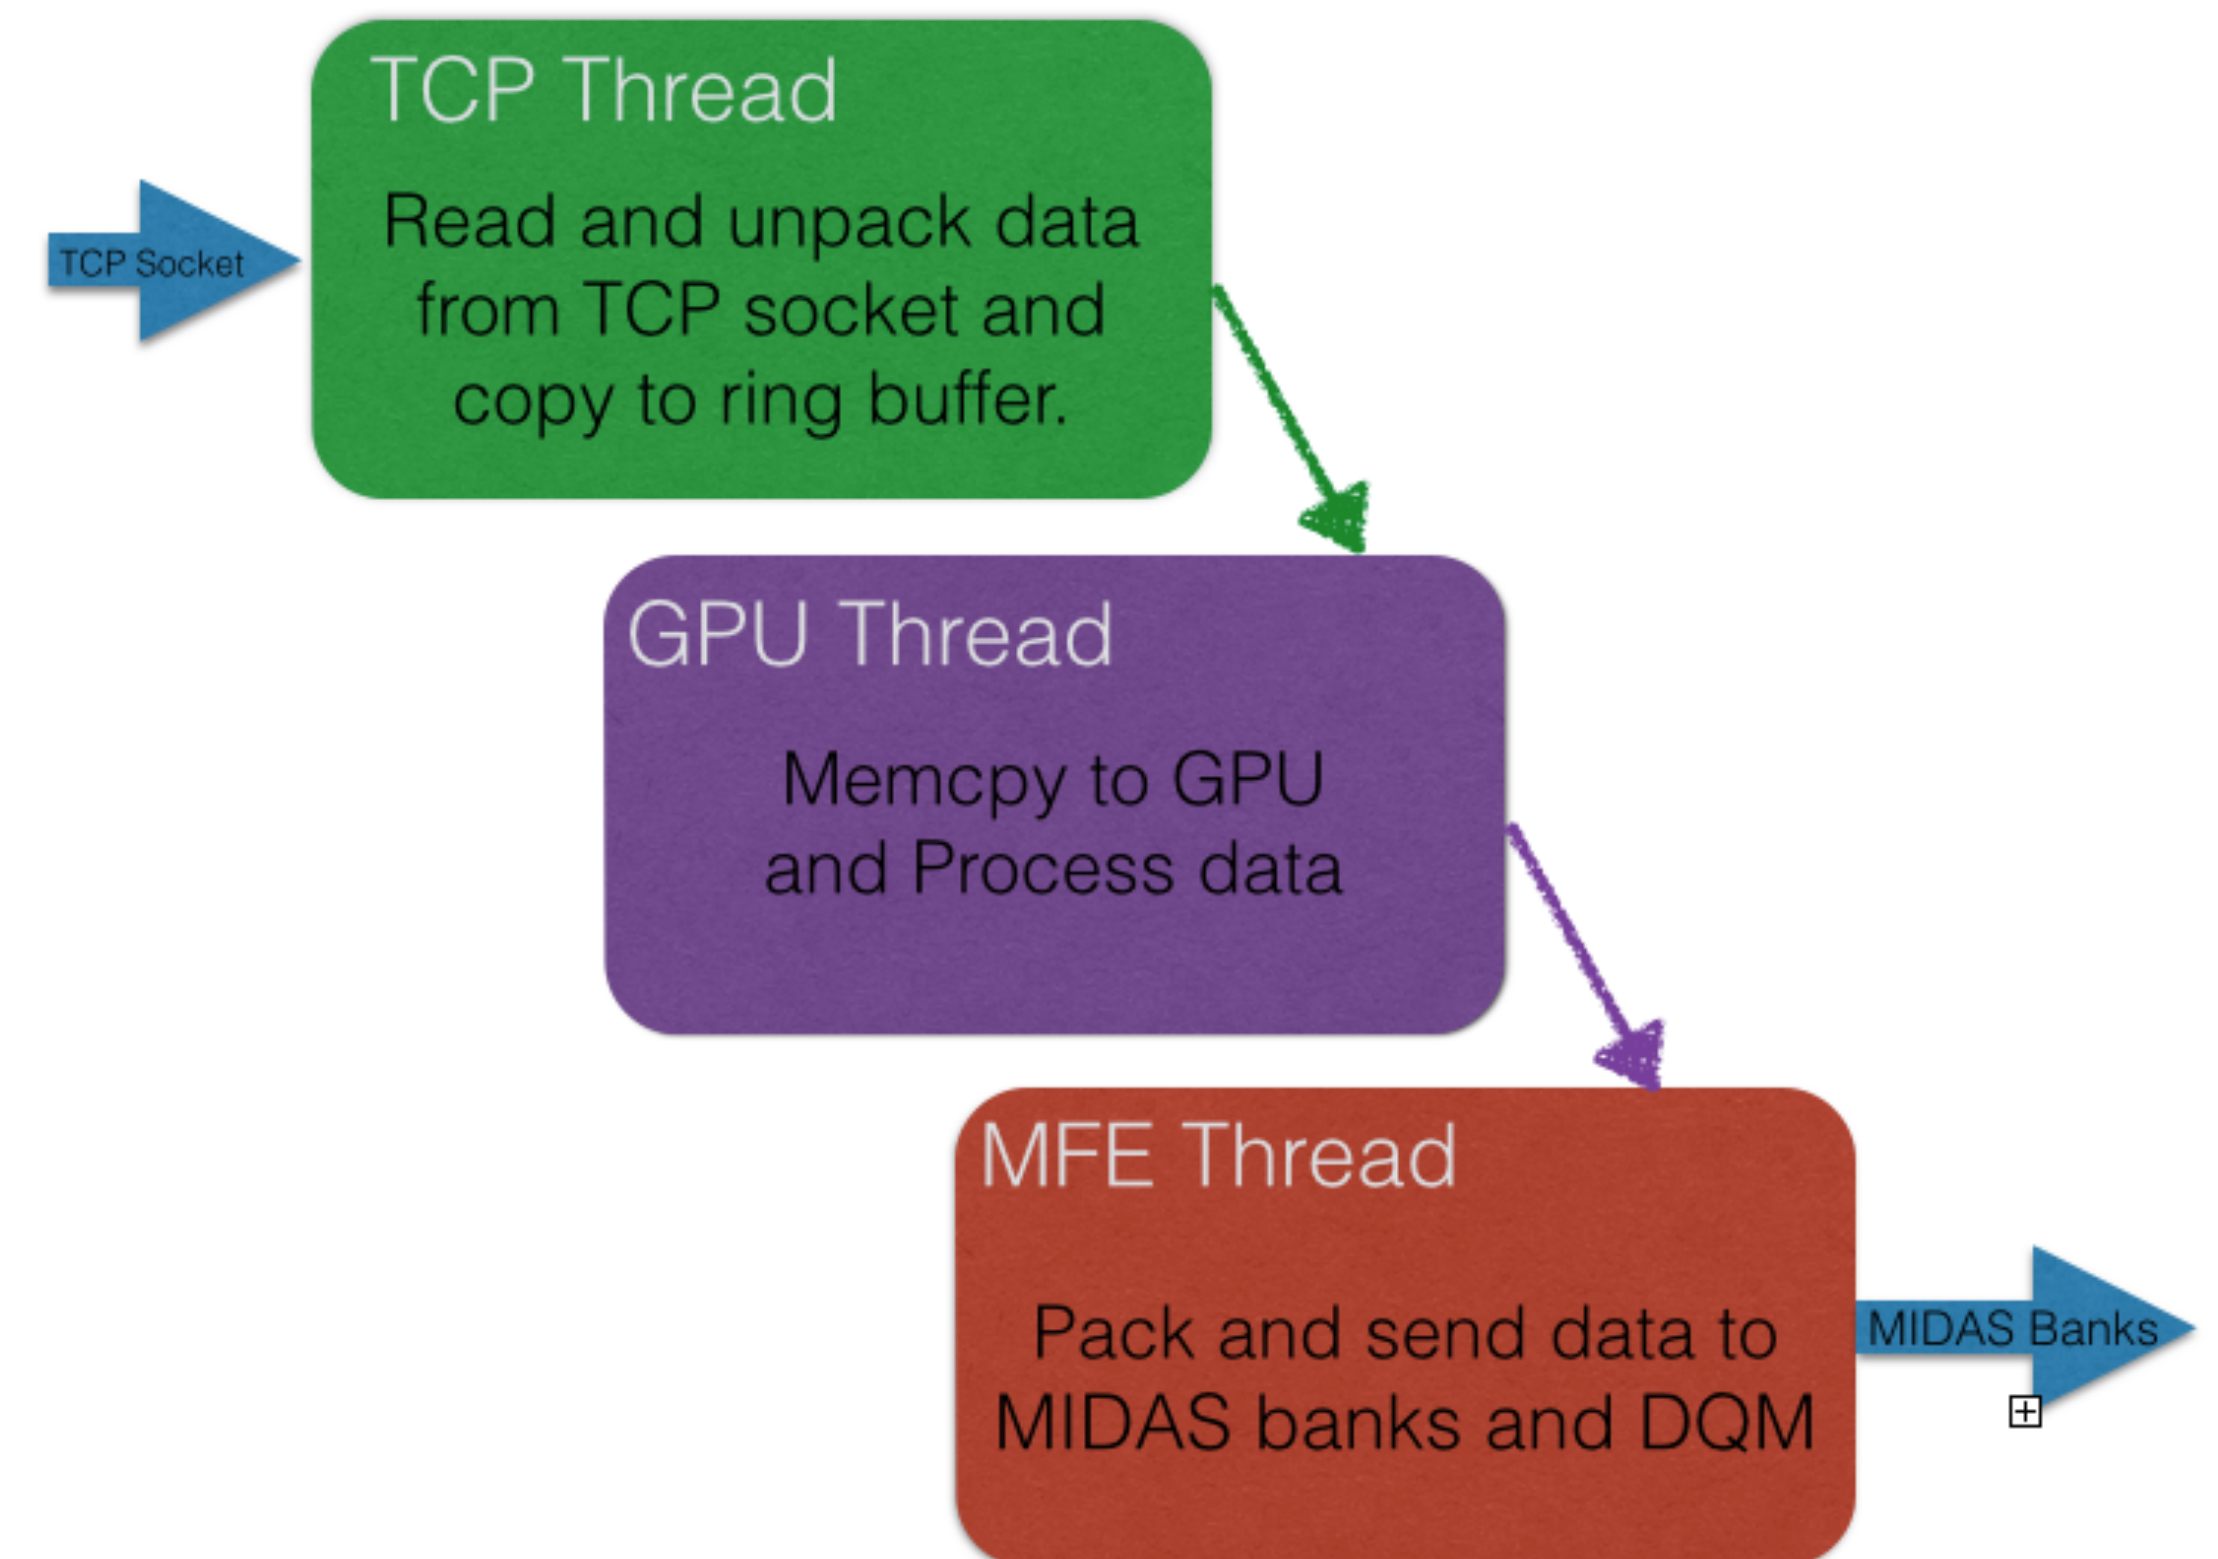 TCP Thread
TCP Socket
Read and unpack data
from TCP socket and
copy to ring buffer.
GPU Thread
Memcpy to GPU
and Process data
MFE Thread
Pack and send data to
MIDAS banks and DQM
MIDAS Banks